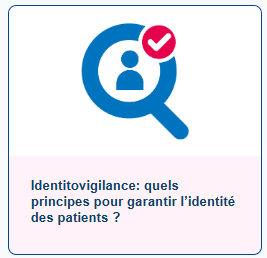 Identitovigilance: quels
principes pour garantir l’identité
des patients ?